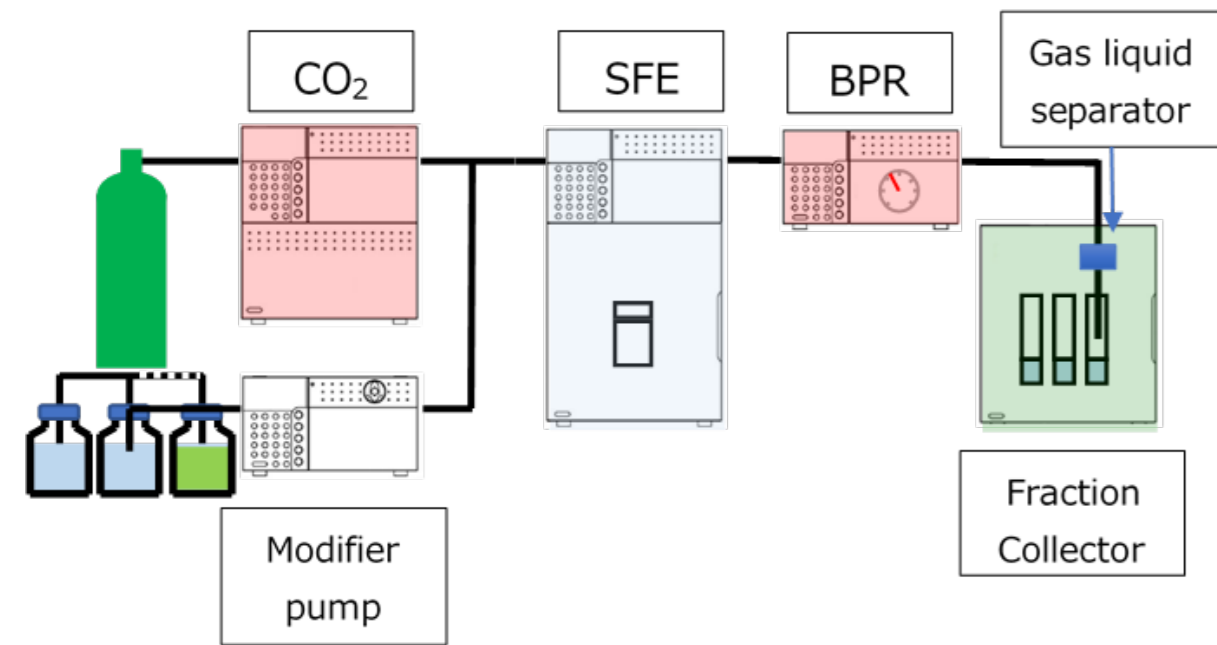 CO₂
SFE
BPR
Gas liquid
separator
Modifier
pump
Fraction
Collector